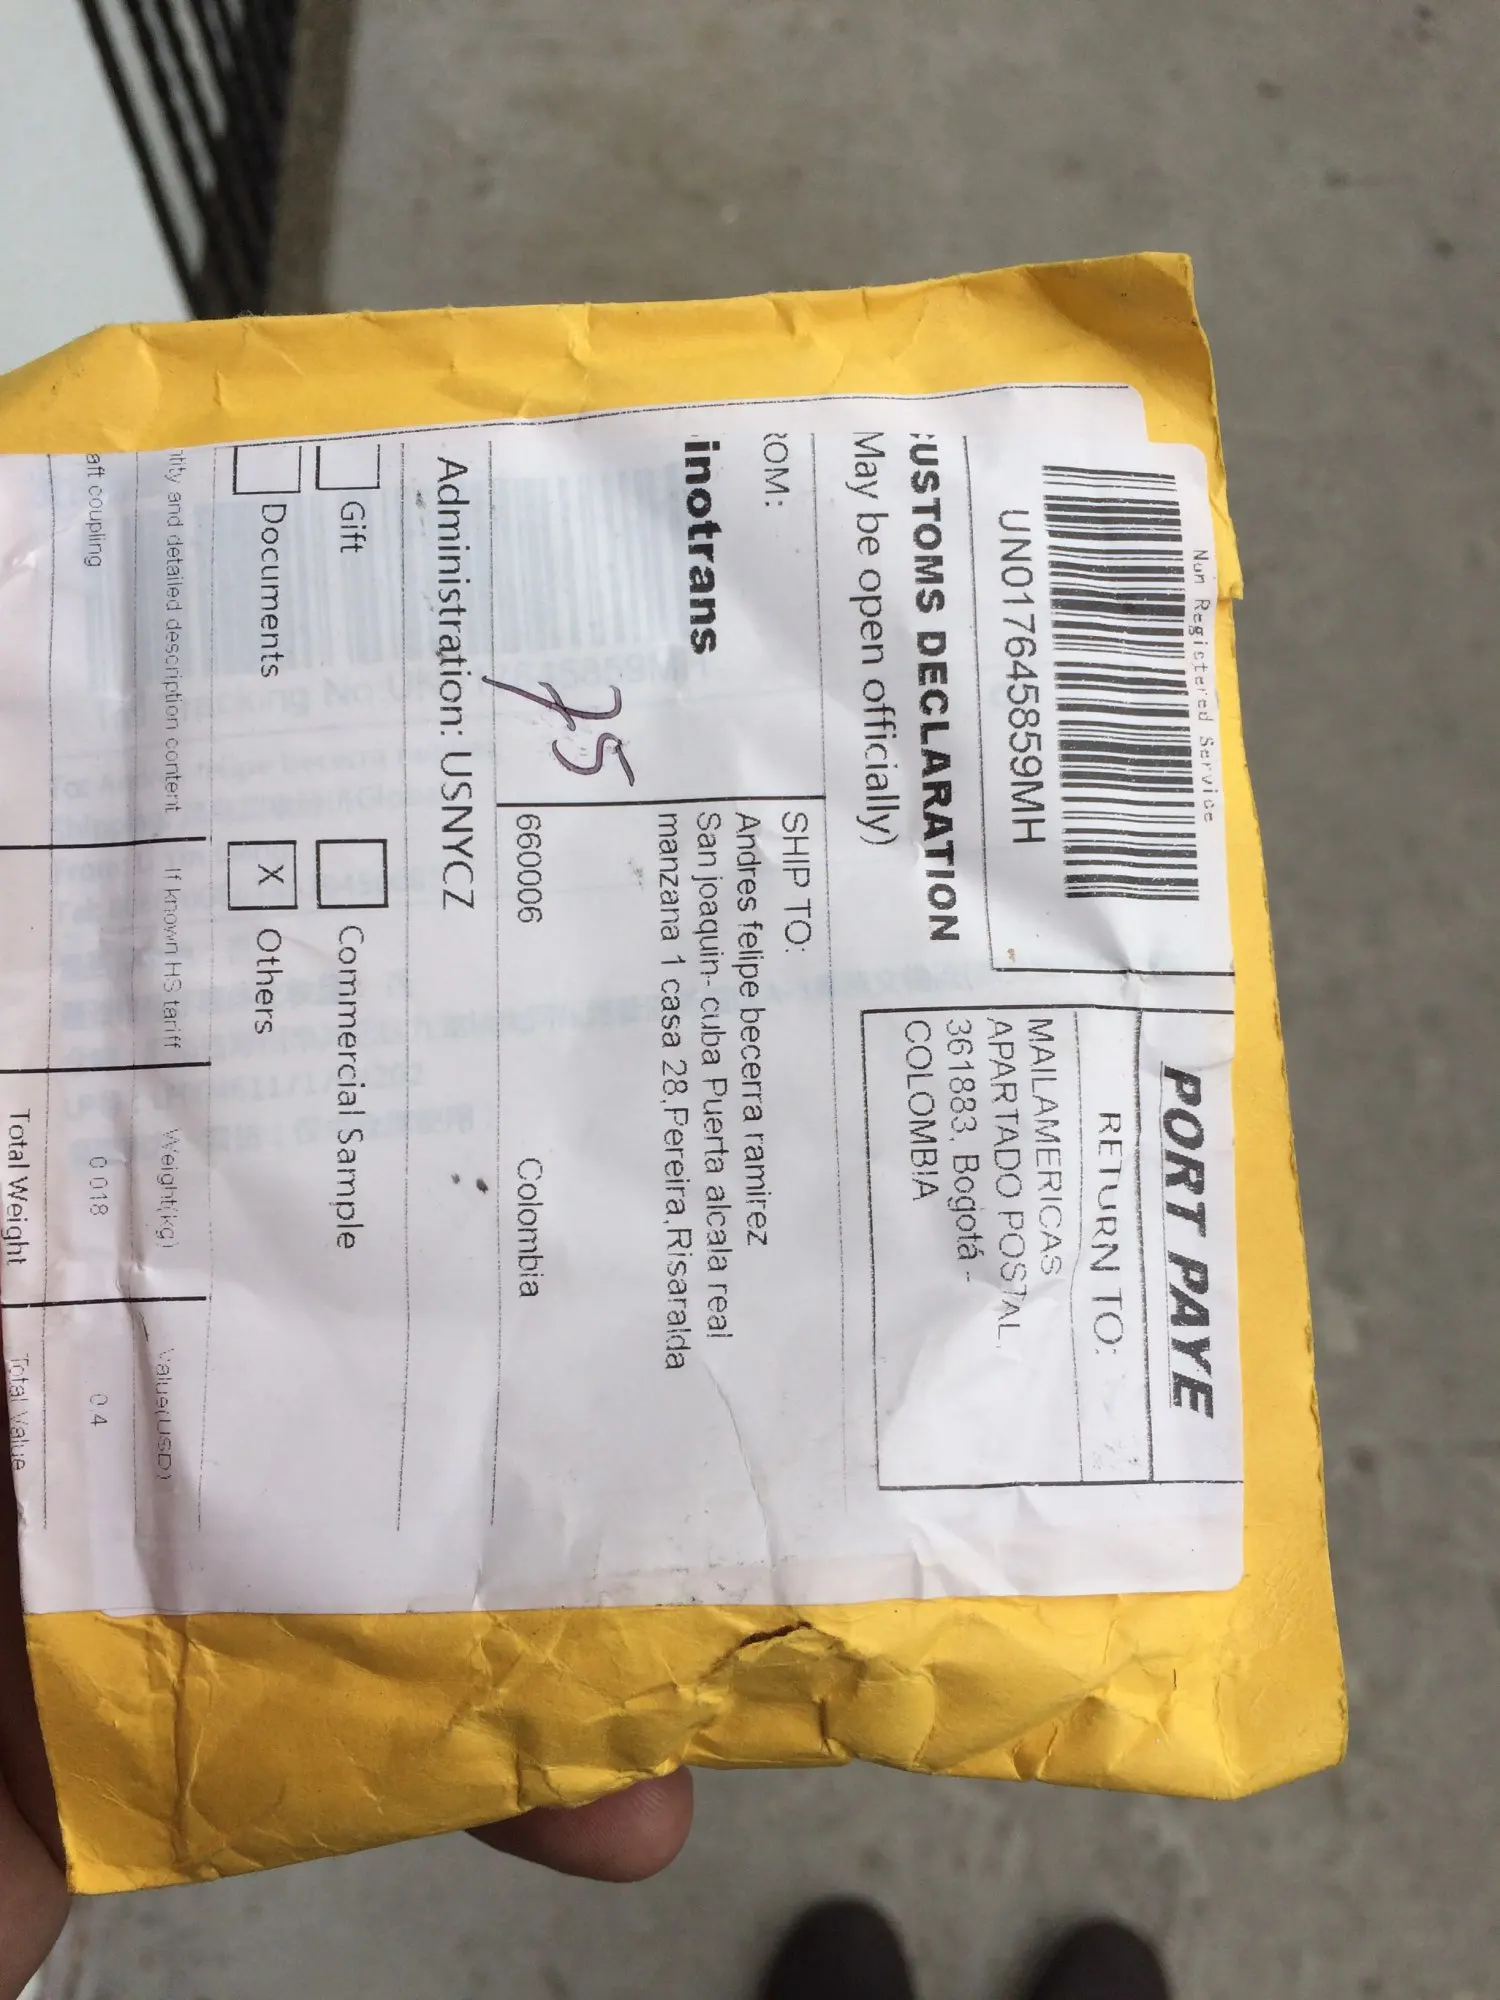 Non Registered Service
UN017645859MH
PORT PAYE
RETURN TO:
MAILAMERICAS
APARTADO POSTAL,
361883, Bogotá -
COLOMBIA
USTOMS DECLARATION
May be open officially)
ROM:
inotrans
75
SHIP TO:
Andres felipe becerra ramirez
San joaquin- cuba Puerta alcala real
manzana 1 casa 28,Pereira,Risaralda
660006 Colombia
Administration: USNYCZ
Gift
Commercial Sample
Documents
X Others
ntity and detailed description content If known HS tariff Weight(kg) Value(USD)
aft coupling 0.018 0.4
Total Weight Total Value